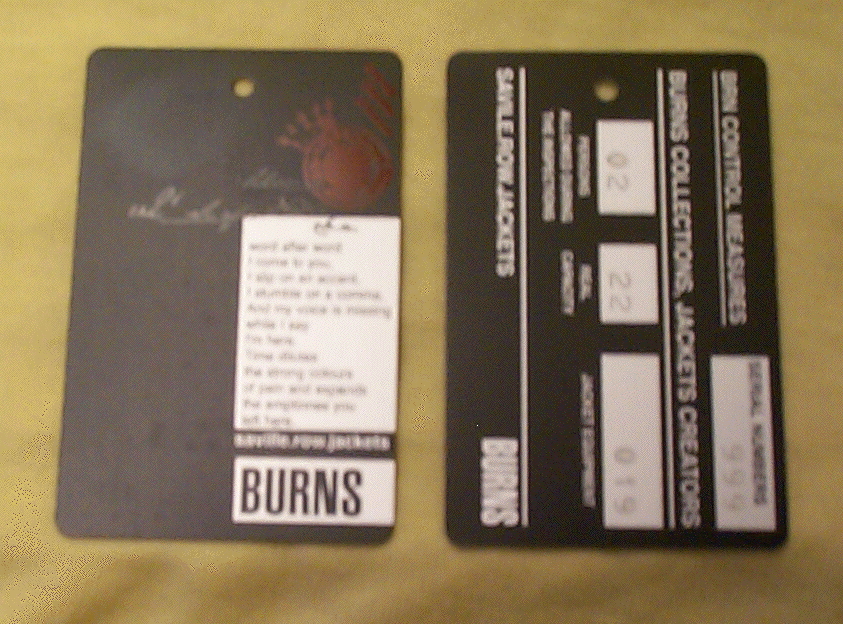 word after word
I come to you.
I slip on an accent.
I stumble on a comma,
And my voice is missing
while I say
I'm here.
Time dilutes
the strong colours
of pain and expands
the emptiness you
left here.
saville.row.jackets
BURNS
BRN CONTROL MEASURES
SERIAL NUMBERS
999
BURNS COLLECTIONS, JACKETS CREATORS
02
22
019
PERSONS
ALLOWED DURING
THE INSPECTIONS
REAL
CAPACITY
JACKET EQUIPMENT
SAVILE.ROW.JACKETS
BURNS